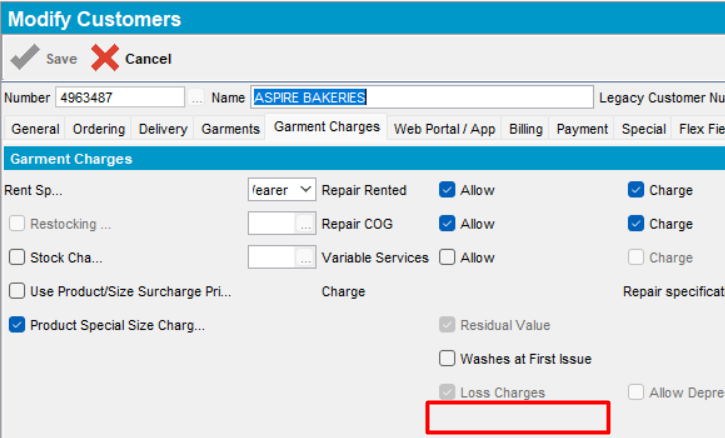 Modify Customers
Save Cancel
Number 4963487 ... Name ASPIRE BAKERIES Legacy Customer Nu
General Ordering Delivery Garments Garment Charges Web Portal / App Billing Payment Special Flex Fie
Garment Charges
Rent Sp... /earer Repair Rented Allow Charge
Restocking ... ... Repair COG Allow Charge
Stock Cha... ... Variable Services Allow Charge
Use Product/Size Surcharge Pri... Charge Repair specificat
Product Special Size Charg... Residual Value
Washes at First Issue
Loss Charges Allow Depre